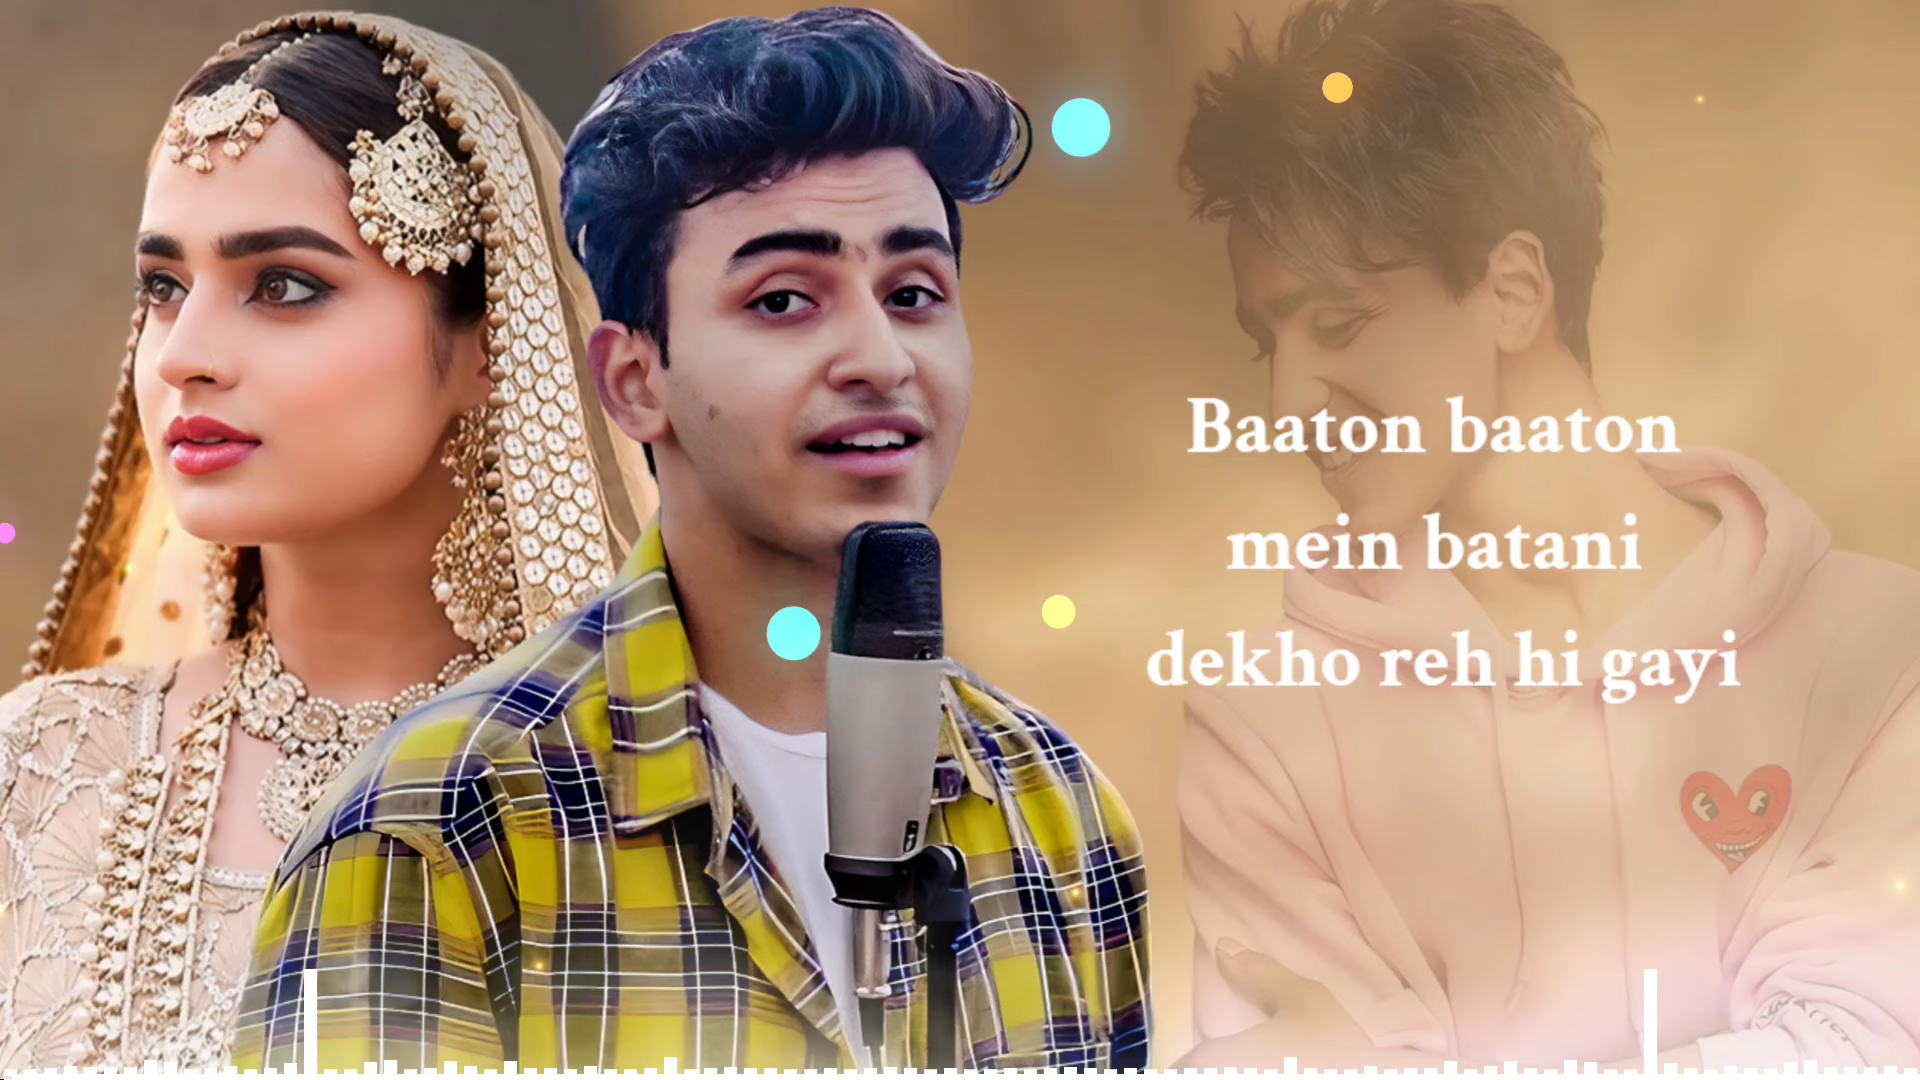 Baaton baaton
mein batani
dekho reh hi gayi